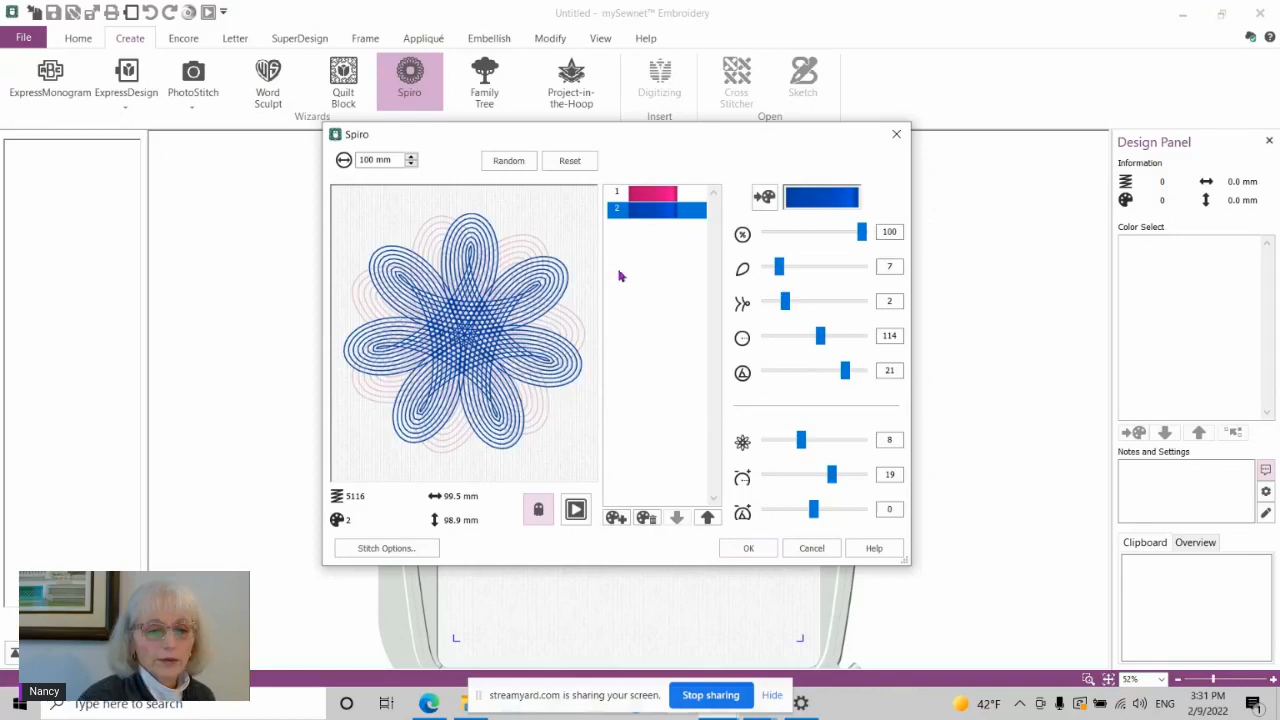 Untitled - mySewnet™ Embroidery
File Home Create Encore Letter SuperDesign Frame Appliqué Embellish Modify View Help
ExpressMonogram ExpressDesign PhotoStitch Word Sculpt Quilt Block Spiro Family Tree Project-in-the-Hoop Digitizing Cross Stitcher Sketch
Wizards Insert Open
Spiro
100 mm Random Reset
1
2
100
7
2
114
21
8
19
0
5116 99.5 mm
2 98.9 mm
Stitch Options.. OK Cancel Help
Design Panel
Information
0 0.0 mm
0 0.0 mm
Color Select
Notes and Settings
Clipboard Overview
52%
Nancy
streamyard.com is sharing your screen. Stop sharing Hide
Type here to search
42°F
3:31 PM
2/9/2022
1